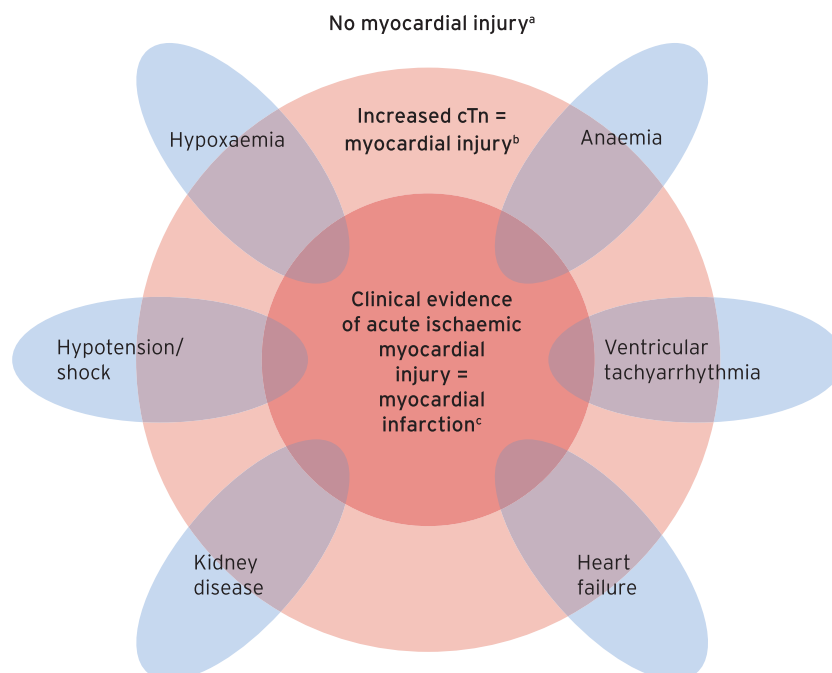 No myocardial injuryᵃ
Increased cTn =
myocardial injuryᵇ
Hypoxaemia
Anaemia
Clinical evidence
of acute ischaemic
myocardial
injury =
myocardial
infarctionᶜ
Hypotension/
shock
Ventricular
tachyarrhythmia
Kidney
disease
Heart
failure